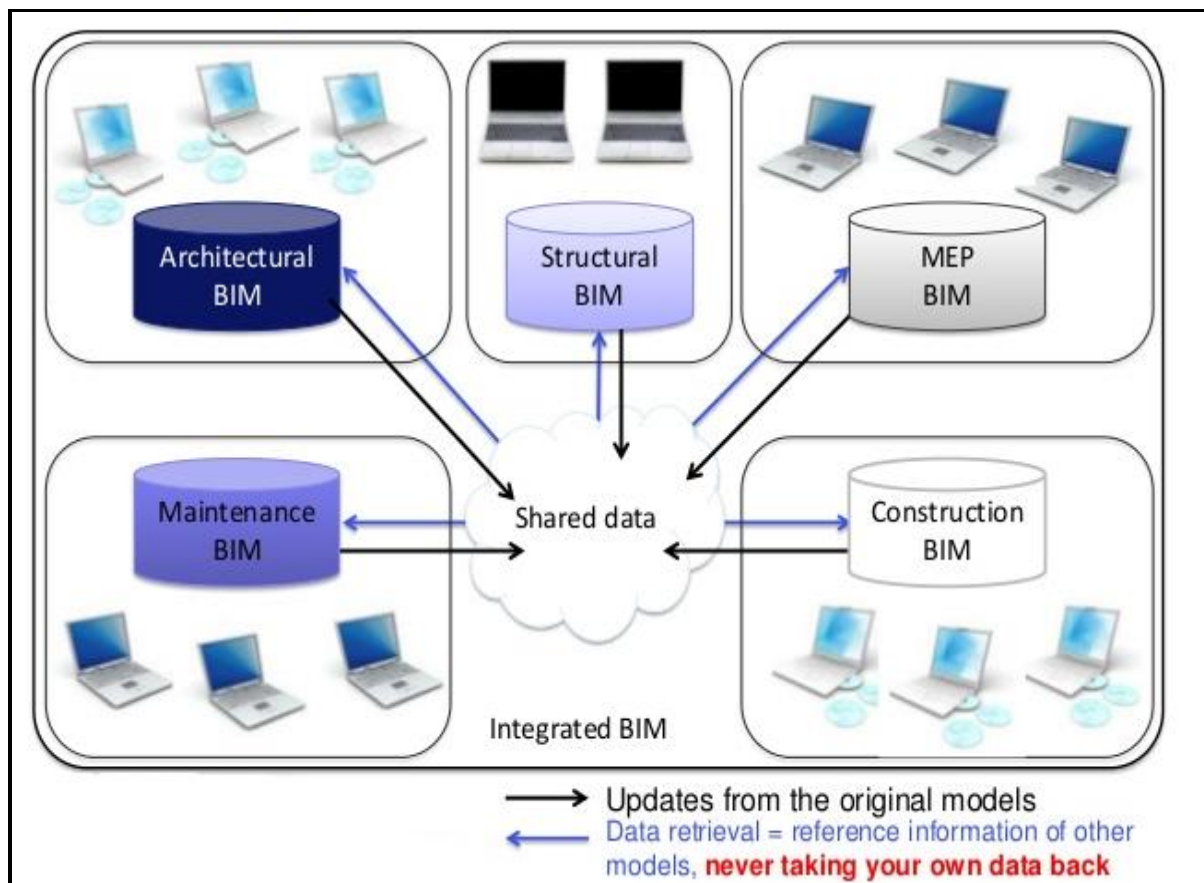 Architectural
BIM
Structural
BIM
MEP
BIM
Maintenance
BIM
Shared data
Construction
BIM
Integrated BIM
Updates from the original models
Data retrieval = reference information of other
models, never taking your own data back